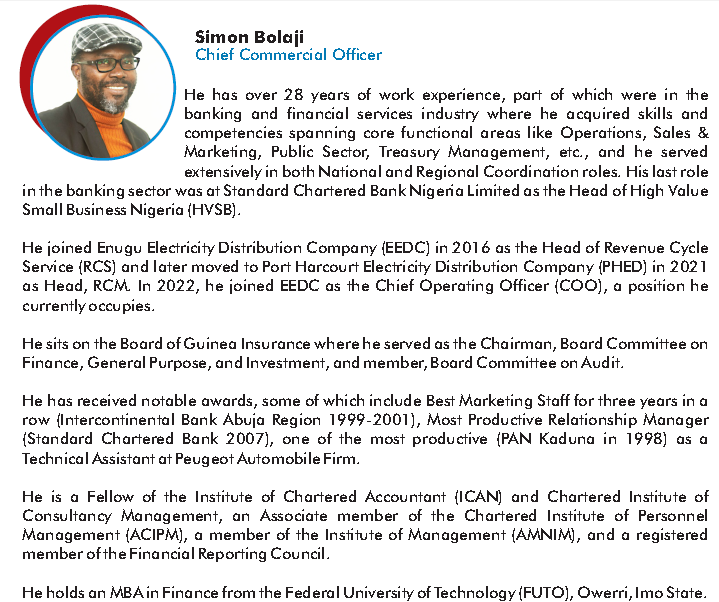 Simon Bolaji
Chief Commercial Officer
He has over 28 years of work experience, part of which were in the
banking and financial services industry where he acquired skills and
competencies spanning core functional areas like Operations, Sales &
Marketing, Public Sector, Treasury Management, etc., and he served
extensively in both National and Regional Coordination roles. His last role
in the banking sector was at Standard Chartered Bank Nigeria Limited as the Head of High Value
Small Business Nigeria (HVSB).
He joined Enugu Electricity Distribution Company (EEDC) in 2016 as the Head of Revenue Cycle
Service (RCS) and later moved to Port Harcourt Electricity Distribution Company (PHED) in 2021
as Head, RCM. In 2022, he joined EEDC as the Chief Operating Officer (COO), a position he
currently occupies.
He sits on the Board of Guinea Insurance where he served as the Chairman, Board Committee on
Finance, General Purpose, and Investment, and member, Board Committee on Audit.
He has received notable awards, some of which include Best Marketing Staff for three years in a
row (Intercontinental Bank Abuja Region 1999-2001), Most Productive Relationship Manager
(Standard Chartered Bank 2007), one of the most productive (PAN Kaduna in 1998) as a
Technical Assistant at Peugeot Automobile Firm.
He is a Fellow of the Institute of Chartered Accountant (ICAN) and Chartered Institute of
Consultancy Management, an Associate member of the Chartered Institute of Personnel
Management (ACIPM), a member of the Institute of Management (AMNIM), and a registered
member of the Financial Reporting Council.
He holds an MBA in Finance from the Federal University of Technology (FUTO), Owerri, Imo State.